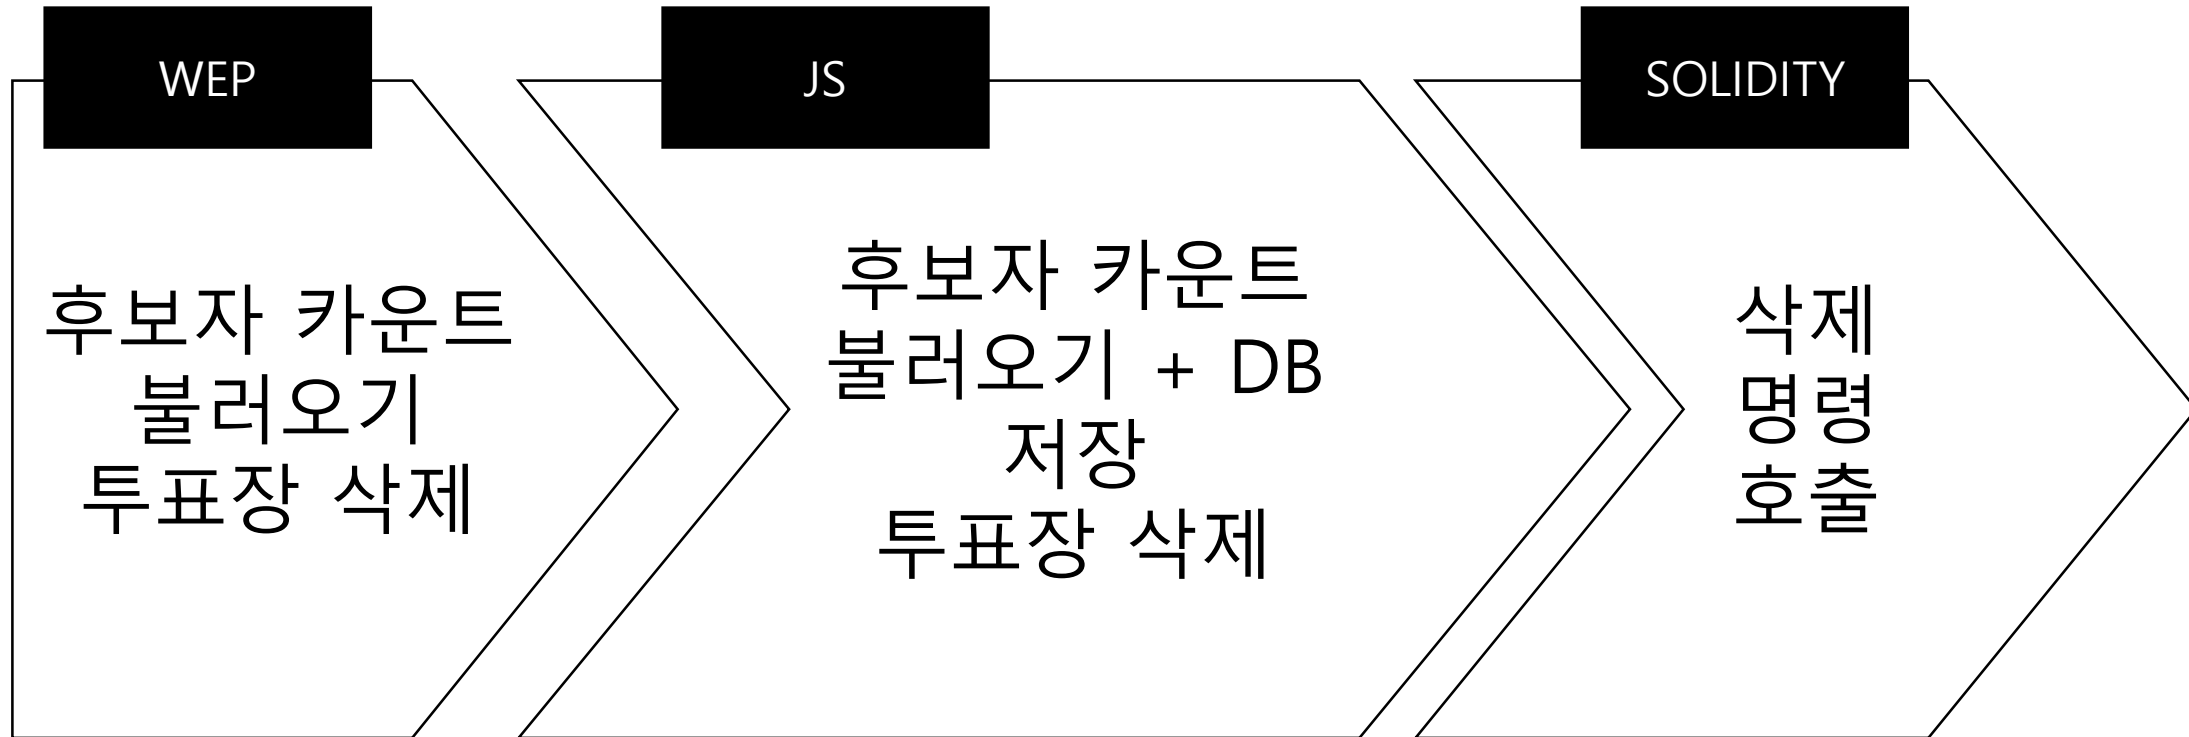 WEP
후보자 카운트
불러오기
투표장 삭제
JS
후보자 카운트
불러오기 + DB
저장
투표장 삭제
SOLIDITY
삭제
명령
호출